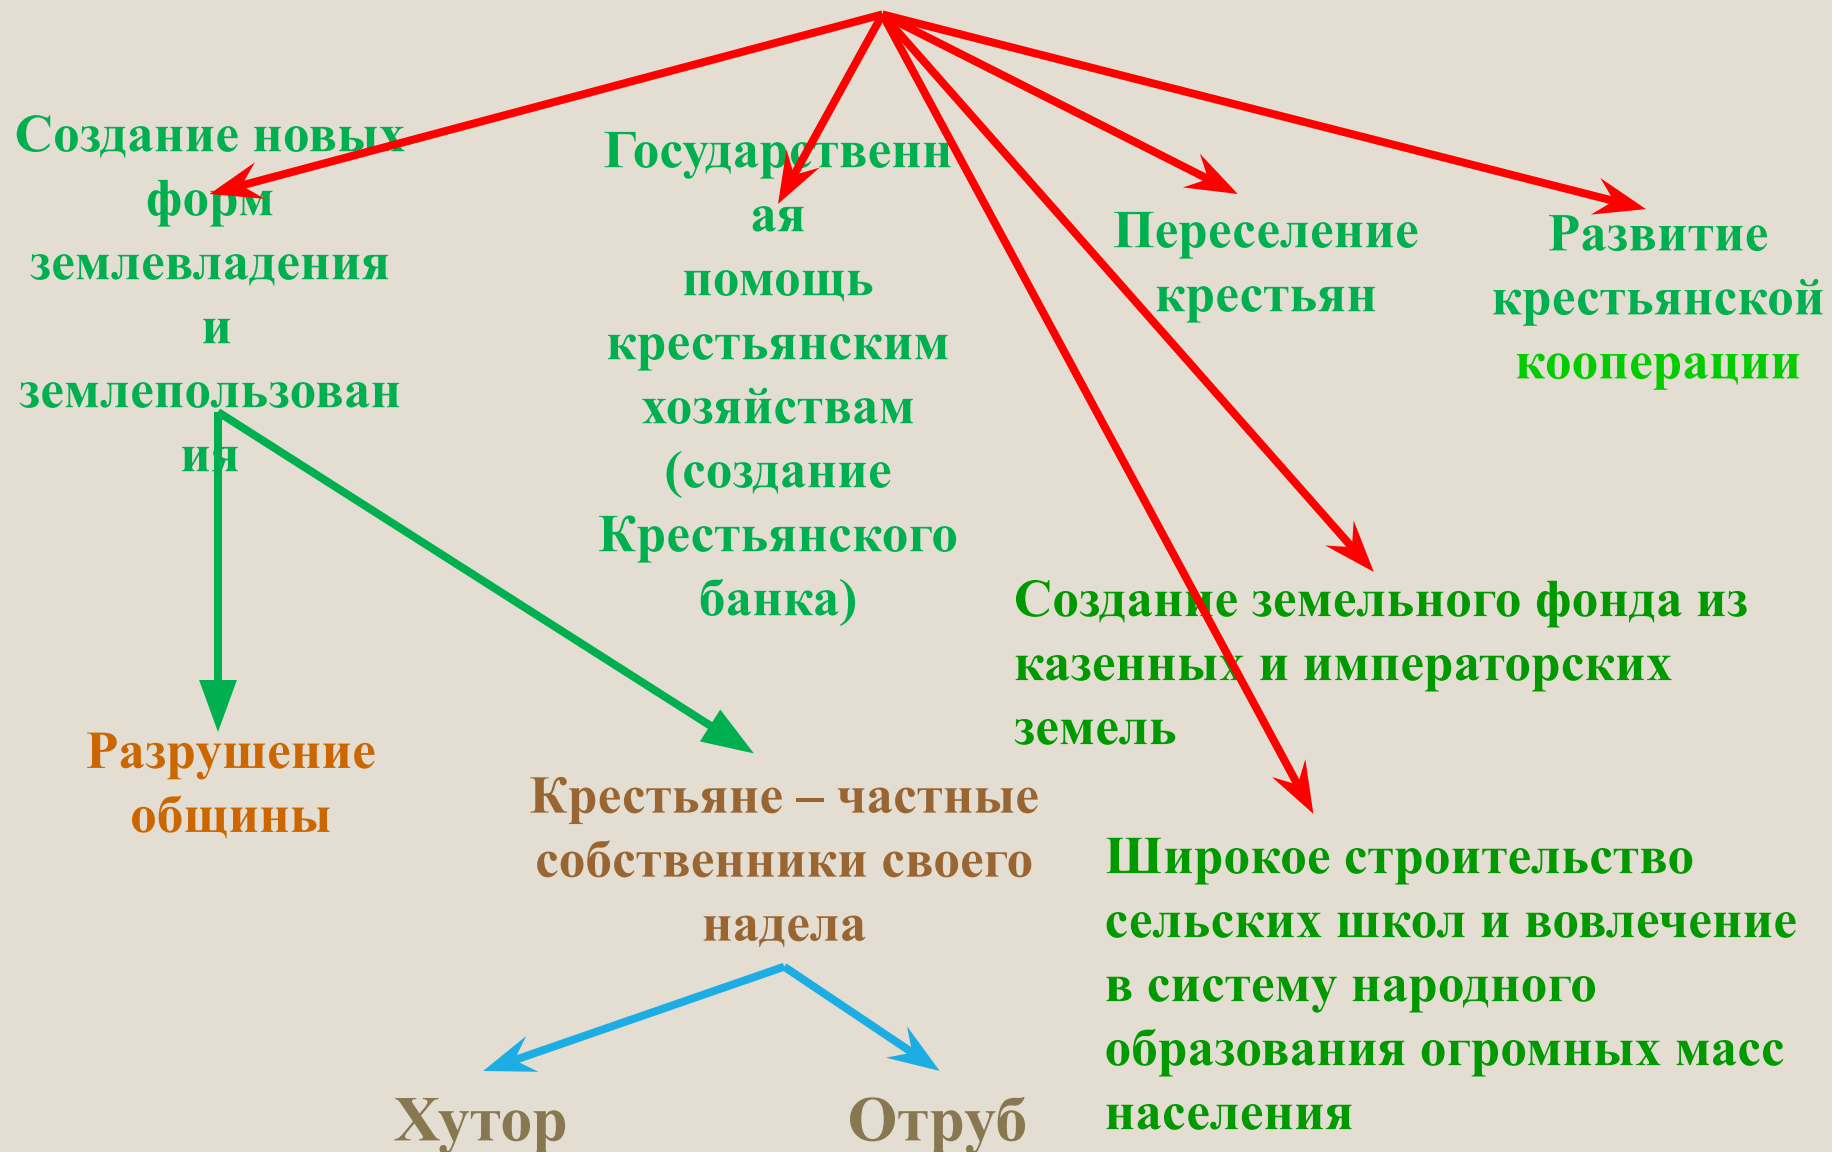 Создание новых
форм
землевладения
и
землепользован
ия
Государственн
ая
помощь
крестьянским
хозяйствам
(создание
Крестьянского
банка)
Переселение
крестьян
Развитие
крестьянской
кооперации
Создание земельного фонда из
казенных и императорских
земель
Разрушение
общины
Крестьяне – частные
собственники своего
надела
Широкое строительство
сельских школ и вовлечение
в систему народного
образования огромных масс
населения
Хутор
Отруб